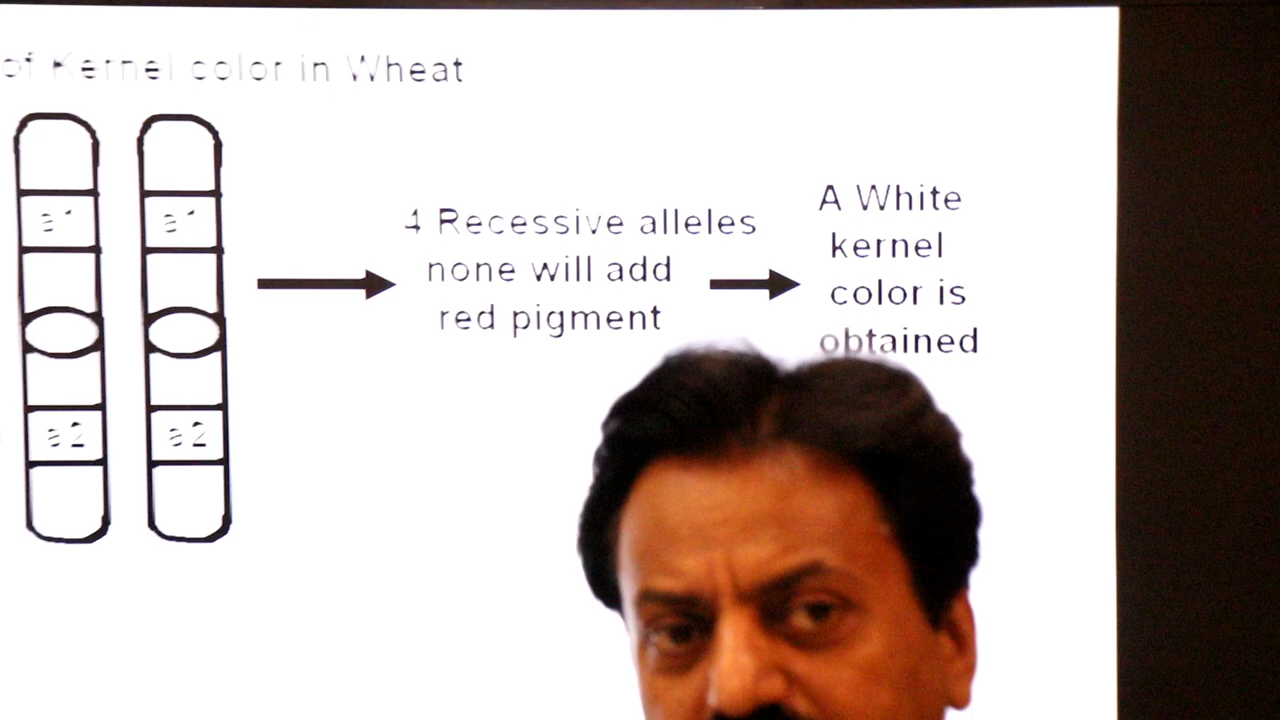 of Kernel color in Wheat
a1 a1
4 Recessive alleles
none will add
red pigment
A White
kernel
color is
obtained
a2 a2